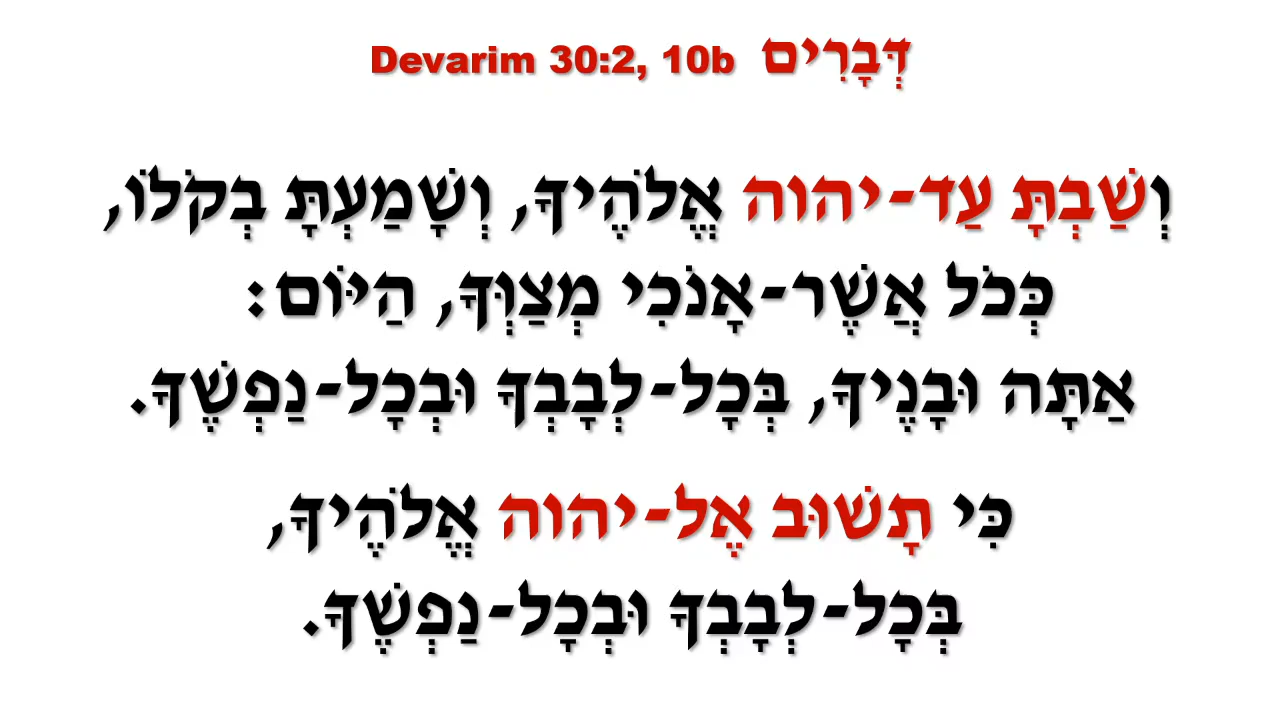 Devarim 30:2, 10b דְּבָרִים
וְשַׁבְתָּ עַד-יהוה אֱלֹהֶיךָ, וְשָׁמַעְתָּ בְקֹלוֹ,
כְּכֹל אֲשֶׁר-אָנֹכִי מְצַוְּךָ, הַיּוֹם:
אַתָּה וּבָנֶיךָ, בְּכָל-לְבָבְךָ וּבְכָל-נַפְשֶׁךָ.
כִּי תָשׁוּב אֶל-יהוה אֱלֹהֶיךָ,
בְּכָל-לְבָבְךָ וּבְכָל-נַפְשֶׁךָ.